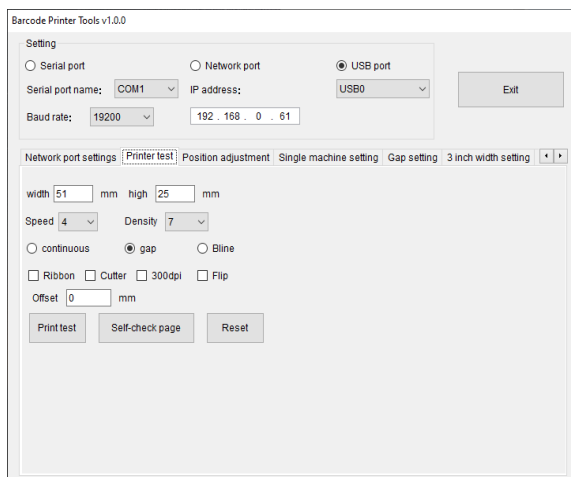 Barcode Printer Tools v1.0.0
Setting
Serial port Network port USB port
Serial port name: COM1 IP address: USB0 Exit
Baud rate: 19200 192 . 168 . 0 . 61
Network port settings Printer test Position adjustment Single machine setting Gap setting 3 inch width setting
width 51 mm high 25 mm
Speed 4 Density 7
continuous gap Bline
Ribbon Cutter 300dpi Flip
Offset 0 mm
Print test Self-check page Reset